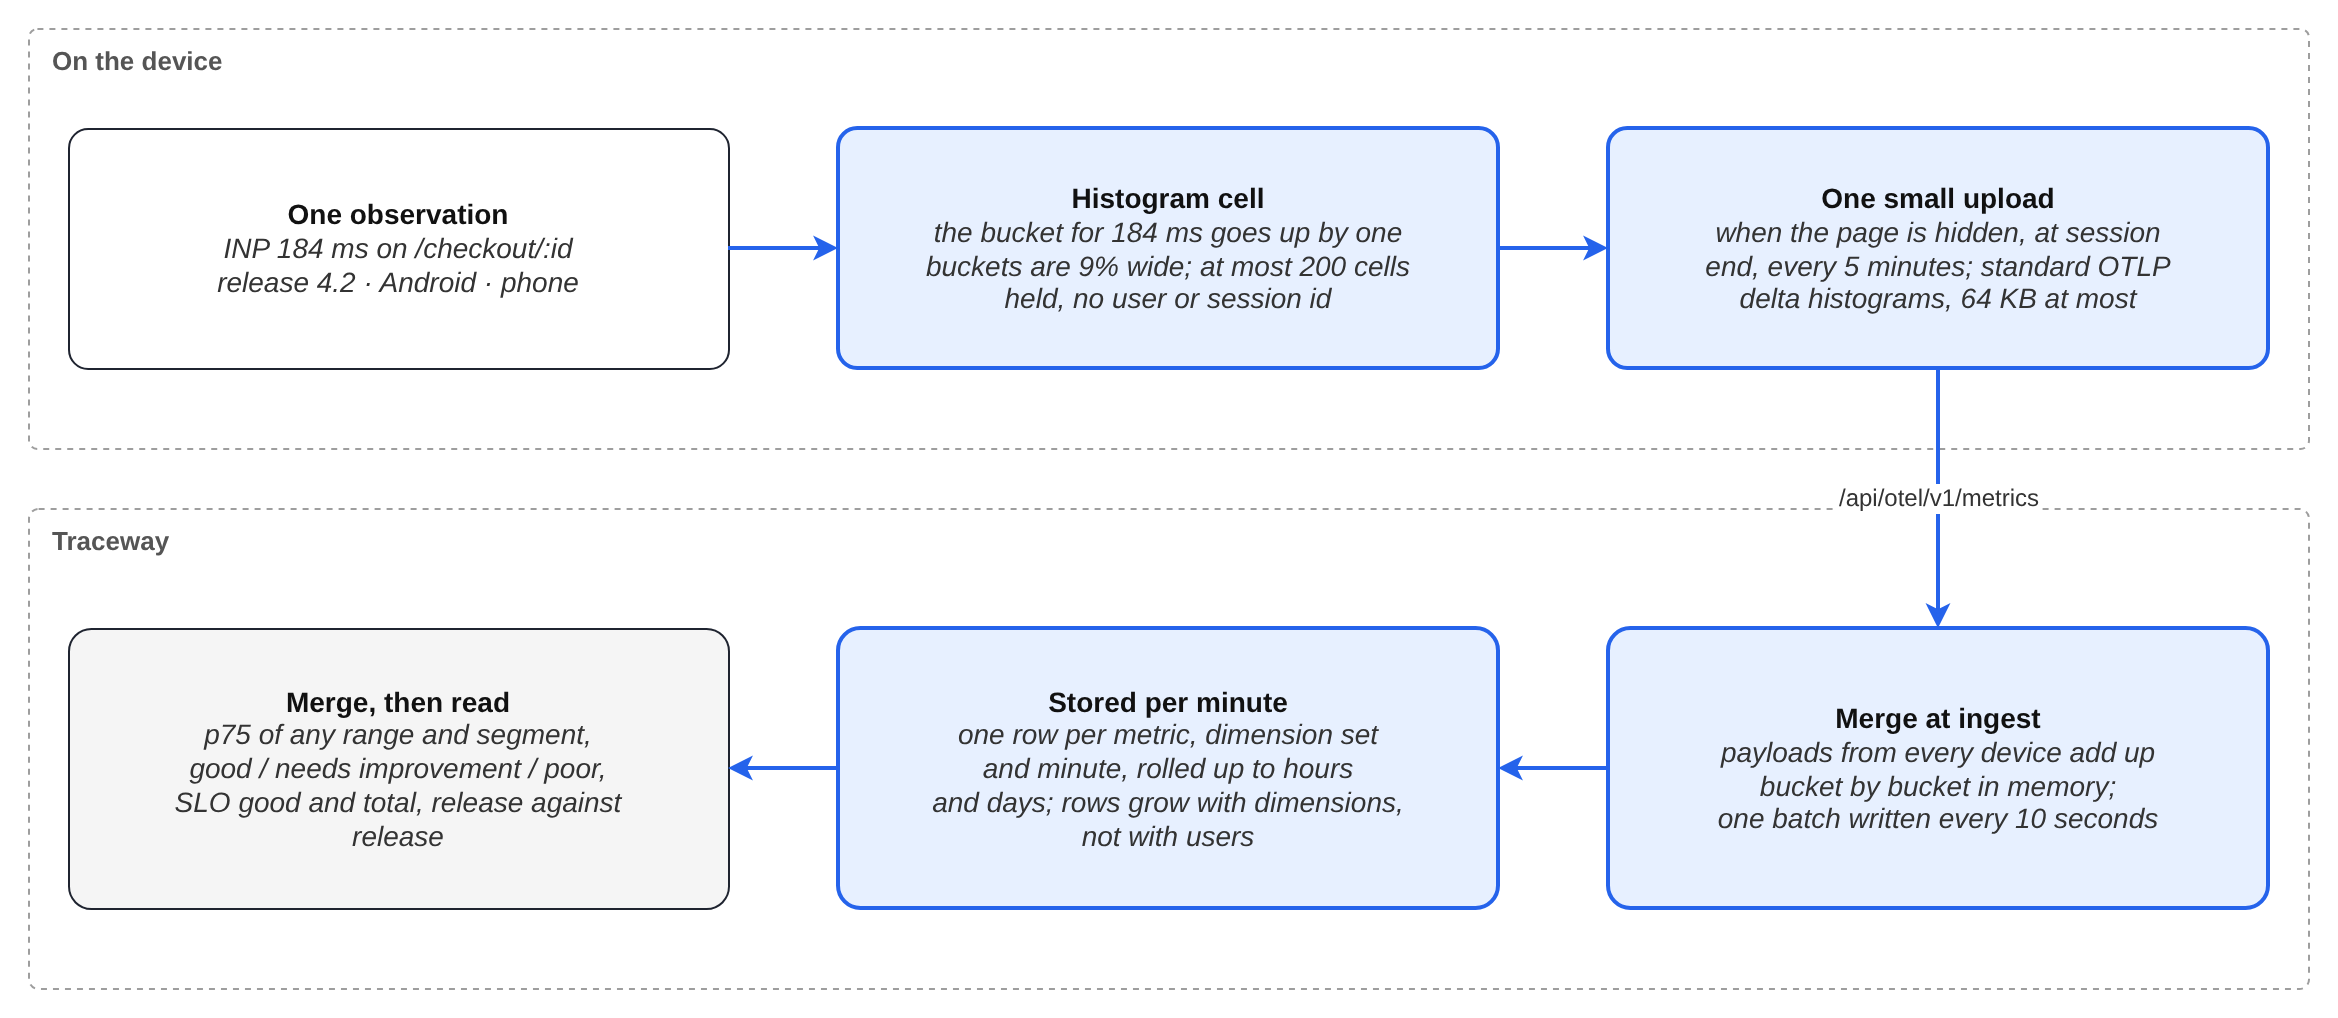 On the device
One observation
INP 184 ms on /checkout/:id
release 4.2 · Android · phone
Histogram cell
the bucket for 184 ms goes up by one
buckets are 9% wide; at most 200 cells
held, no user or session id
One small upload
when the page is hidden, at session
end, every 5 minutes; standard OTLP
delta histograms, 64 KB at most
/api/otel/v1/metrics
Traceway
Merge, then read
p75 of any range and segment,
good / needs improvement / poor,
SLO good and total, release against
release
Stored per minute
one row per metric, dimension set
and minute, rolled up to hours
and days; rows grow with dimensions,
not with users
Merge at ingest
payloads from every device add up
bucket by bucket in memory;
one batch written every 10 seconds